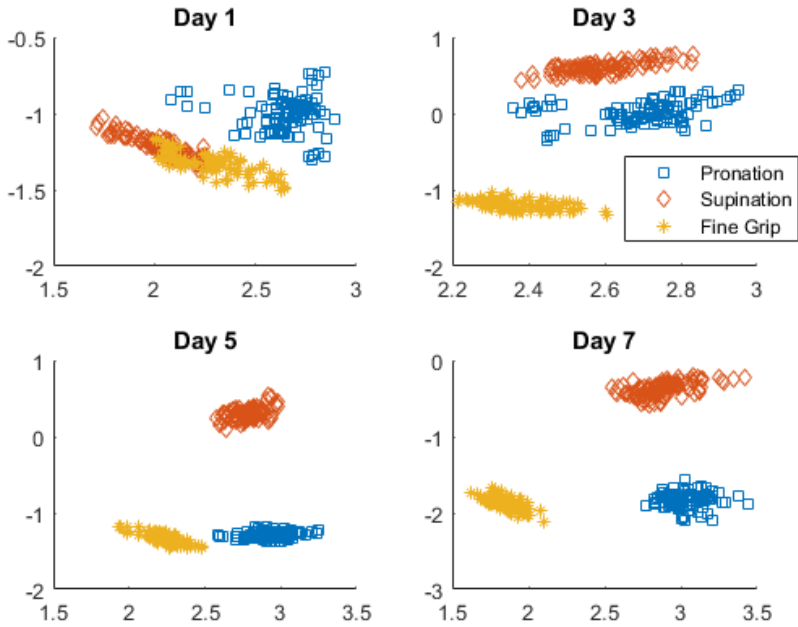 Day 1
-0.5
-1
-1.5
-2
1.5 2 2.5 3
Day 3
1
0
-1
-2
2.2 2.4 2.6 2.8 3
Pronation
Supination
Fine Grip
Day 5
1
0
-1
-2
1.5 2 2.5 3 3.5
Day 7
0
-1
-2
-3
1.5 2 2.5 3 3.5